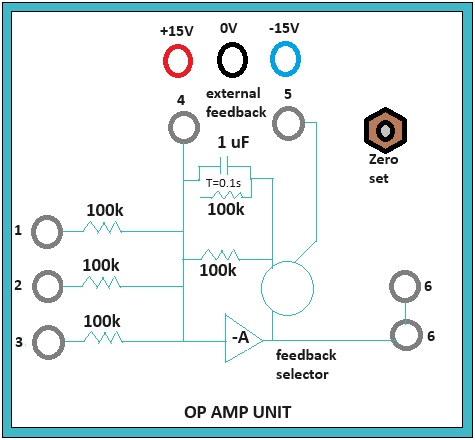 +15V 0V -15V
external
feedback
4
5
1 uF
T=0.1s
100k
Zero
set
1
100k
2
100k
100k
3
100k
-A
6
6
feedback
selector
OP AMP UNIT